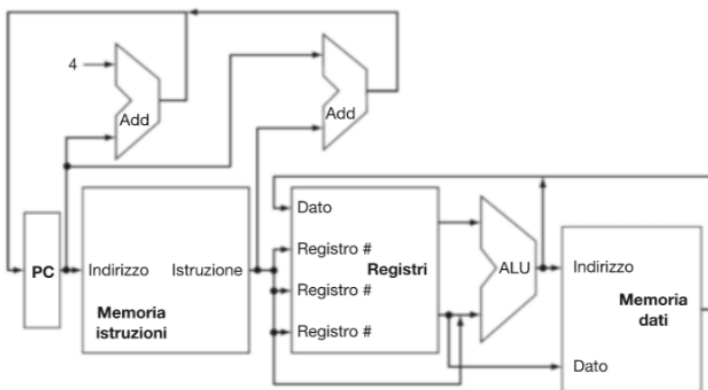 4
Add
Add
PC
Indirizzo
Istruzione
Memoria
istruzioni
Dato
Registro #
Registro #
Registro #
Registri
ALU
Indirizzo
Memoria
dati
Dato